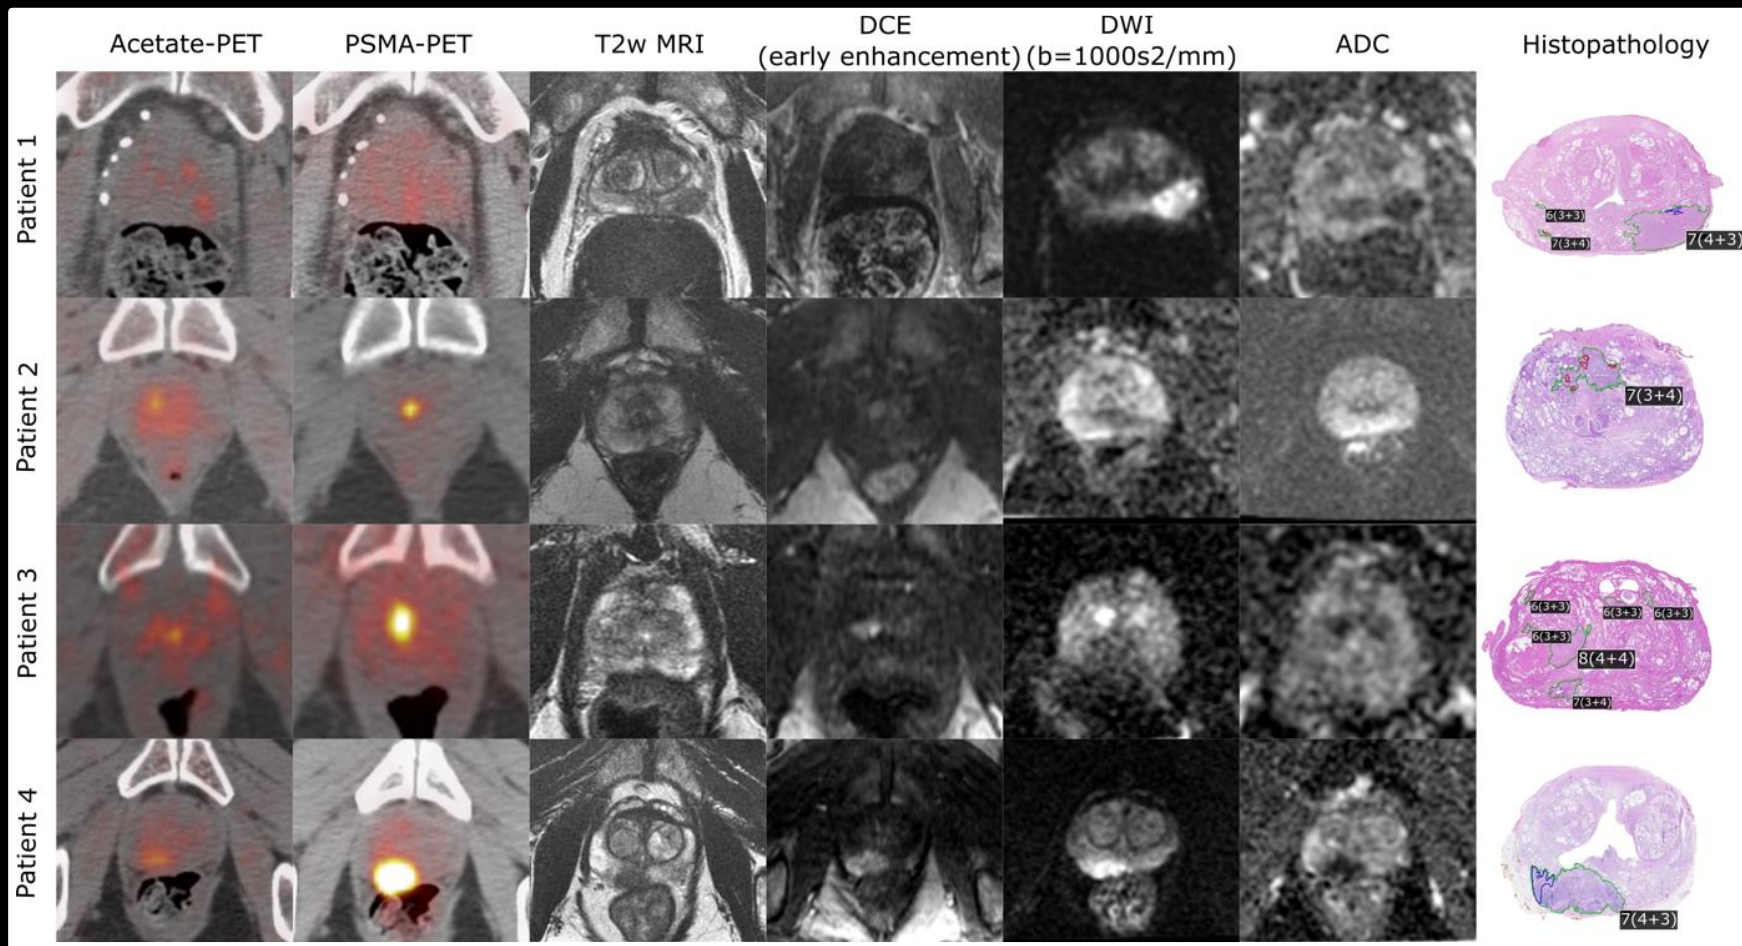 Acetate-PET
PSMA-PET
T2w MRI
DCE
(early enhancement)
DWI
(b=1000s2/mm)
ADC
Histopathology
Patient 1
6(3+3)
7(3+4)
7(4+3)
Patient 2
7(3+4)
Patient 3
6(3+3)
6(3+3)
6(3+3)
6(3+3)
8(4+4)
7(3+4)
Patient 4
7(4+3)